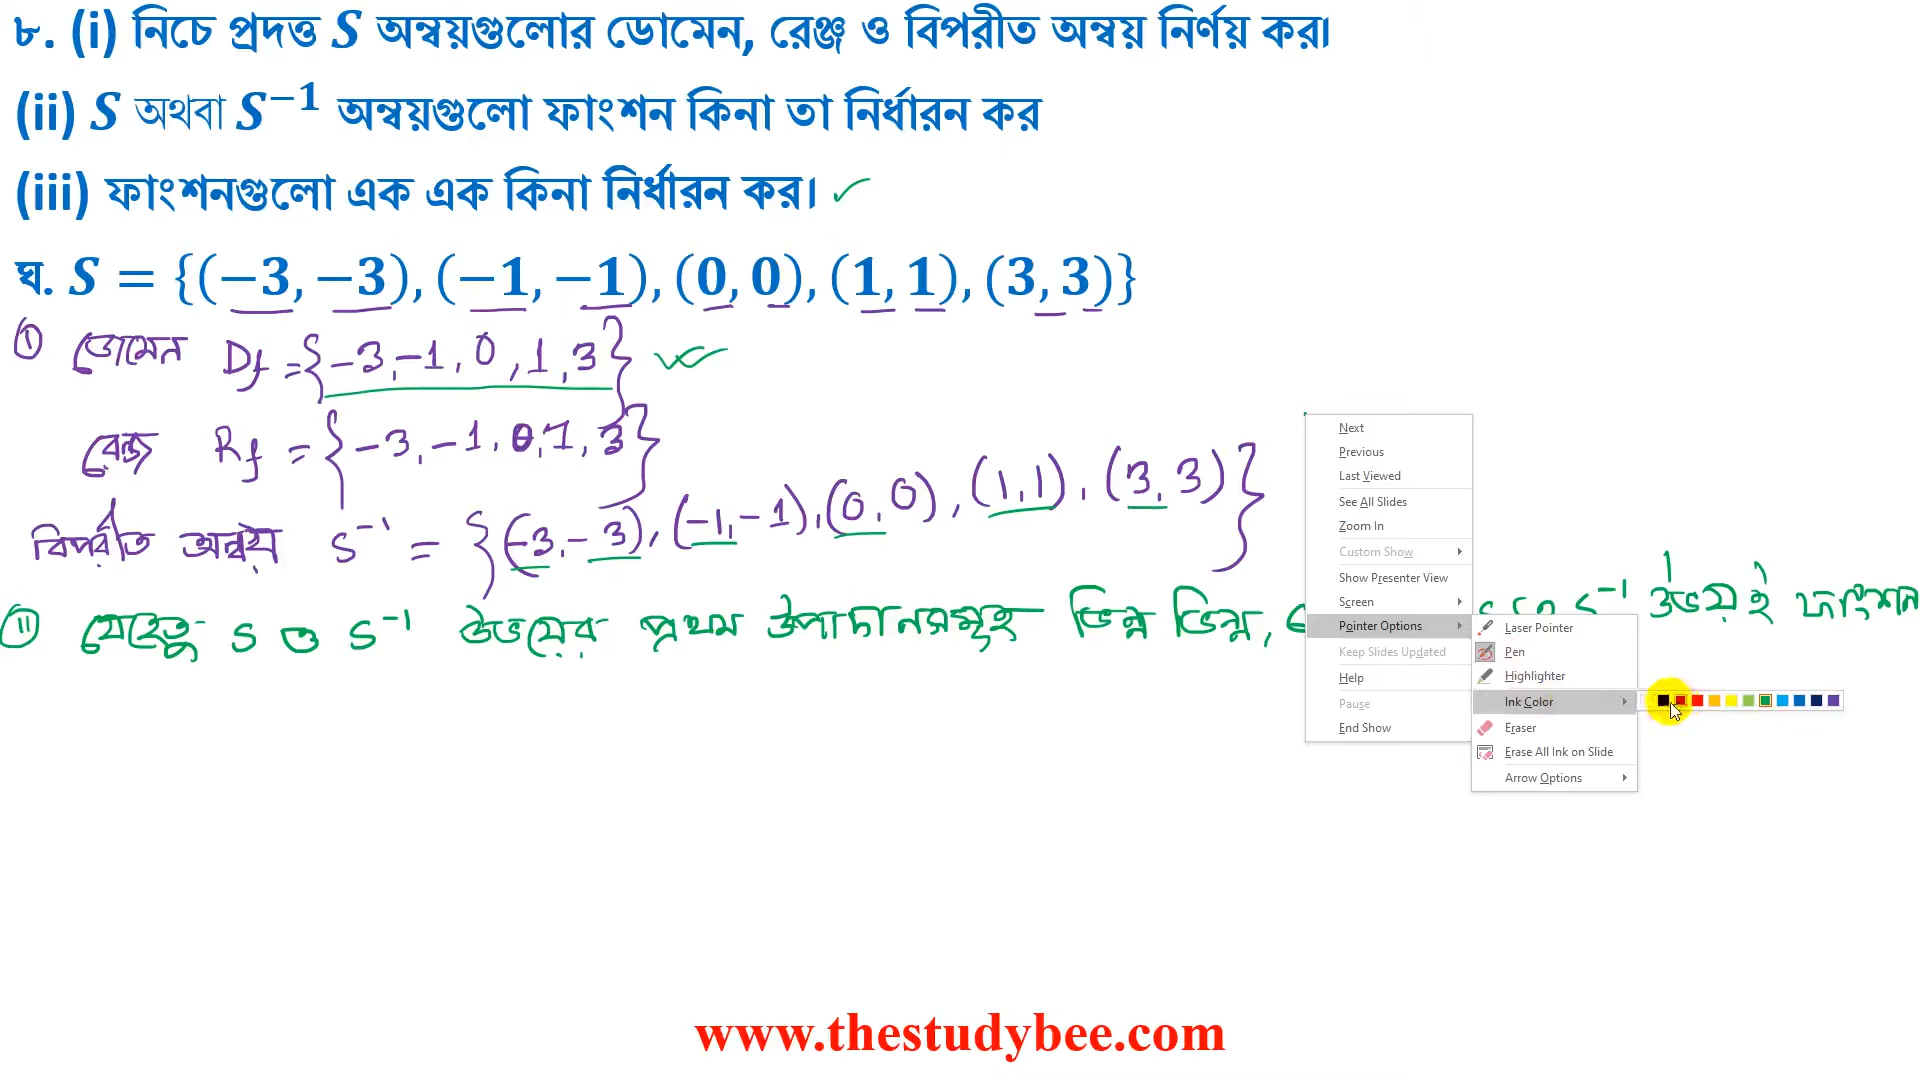 ৮. (i) নিচে প্রদত্ত S অন্বয়গুলোর ডোমেন, রেঞ্জ ও বিপরীত অন্বয় নির্ণয় কর।
(ii) S অথবা S⁻¹ অন্বয়গুলো ফাংশন কিনা তা নির্ধারন কর
(iii) ফাংশনগুলো এক এক কিনা নির্ধারন কর। ✓
ঘ. S = {(−3, −3), (−1, −1), (0, 0), (1, 1), (3, 3)}
(i) ডোমেন Df = {-3, -1, 0, 1, 3}
রেন্জ Rf = {-3, -1, 0, 1, 3}
বিপরীত অন্বয় S⁻¹ = {(-3, -3), (-1, -1), (0, 0), (1, 1), (3, 3)}
(ii) যেহেতু S ও S⁻¹ উভয়ের প্রথম উপাদানসমূহ ভিন্ন ভিন্ন, S⁻¹ উভয়ই ফাংশন
Next
Previous
Last Viewed
See All Slides
Zoom In
Custom Show
Show Presenter View
Screen
Pointer Options
Keep Slides Updated
Help
Pause
End Show
Laser Pointer
Pen
Highlighter
Ink Color
Eraser
Erase All Ink on Slide
Arrow Options
www.thestudybee.com